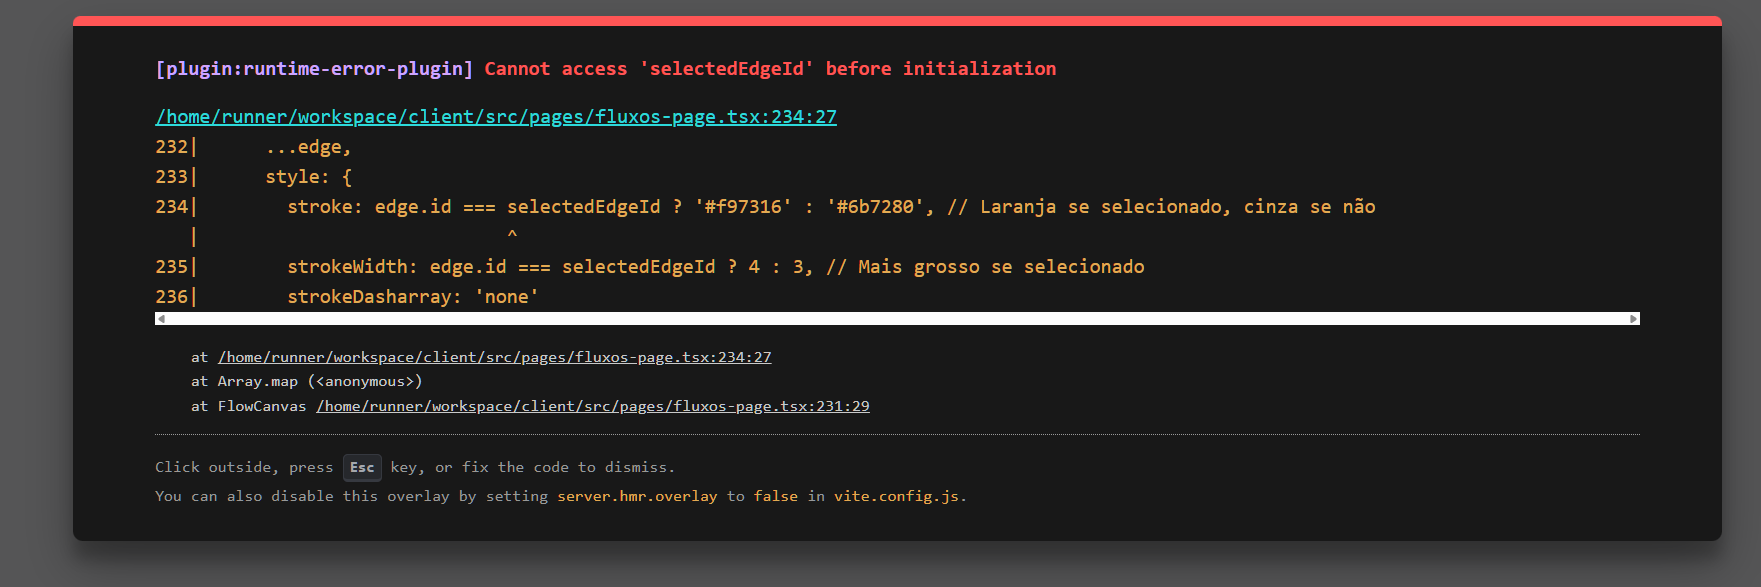 [plugin:runtime-error-plugin] Cannot access 'selectedEdgeId' before initialization
/home/runner/workspace/client/src/pages/fluxos-page.tsx:234:27
232|      ...edge,
233|      style: {
234|        stroke: edge.id === selectedEdgeId ? '#f97316' : '#6b7280', // Laranja se selecionado, cinza se não
   |                            ^
235|        strokeWidth: edge.id === selectedEdgeId ? 4 : 3, // Mais grosso se selecionado
236|        strokeDasharray: 'none'
at /home/runner/workspace/client/src/pages/fluxos-page.tsx:234:27
at Array.map (<anonymous>)
at FlowCanvas /home/runner/workspace/client/src/pages/fluxos-page.tsx:231:29
Click outside, press Esc key, or fix the code to dismiss.
You can also disable this overlay by setting server.hmr.overlay to false in vite.config.js.